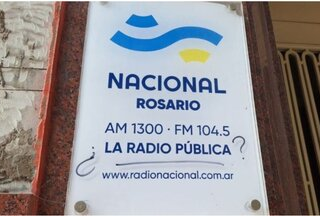 NACIONAL
ROSARIO
AM 1300 · FM 104.5
¿LA RADIO PÚBLICA?
www.radionacional.com.ar